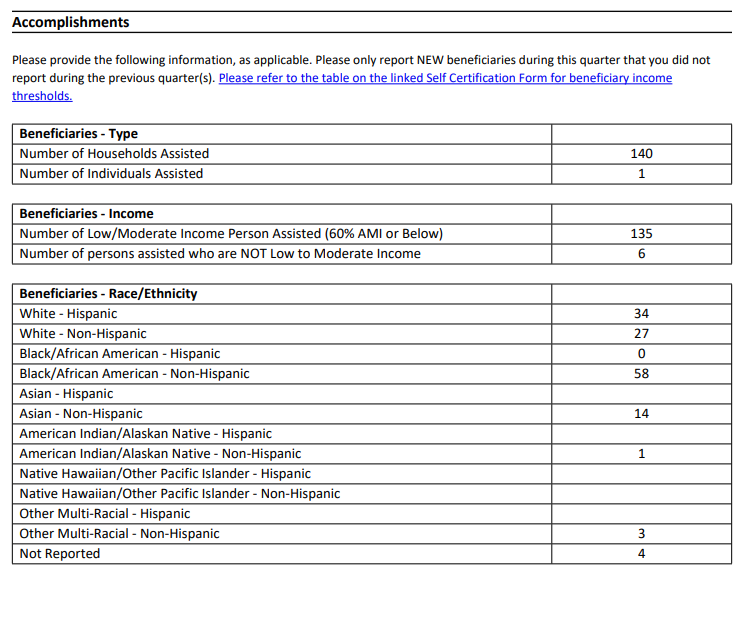 Accomplishments
Please provide the following information, as applicable. Please only report NEW beneficiaries during this quarter that you did not
report during the previous quarter(s). Please refer to the table on the linked Self Certification Form for beneficiary income
thresholds.
Beneficiaries - Type
Number of Households Assisted 140
Number of Individuals Assisted 1
Beneficiaries - Income
Number of Low/Moderate Income Person Assisted (60% AMI or Below) 135
Number of persons assisted who are NOT Low to Moderate Income 6
Beneficiaries - Race/Ethnicity
White - Hispanic 34
White - Non-Hispanic 27
Black/African American - Hispanic 0
Black/African American - Non-Hispanic 58
Asian - Hispanic
Asian - Non-Hispanic 14
American Indian/Alaskan Native - Hispanic
American Indian/Alaskan Native - Non-Hispanic 1
Native Hawaiian/Other Pacific Islander - Hispanic
Native Hawaiian/Other Pacific Islander - Non-Hispanic
Other Multi-Racial - Hispanic
Other Multi-Racial - Non-Hispanic 3
Not Reported 4